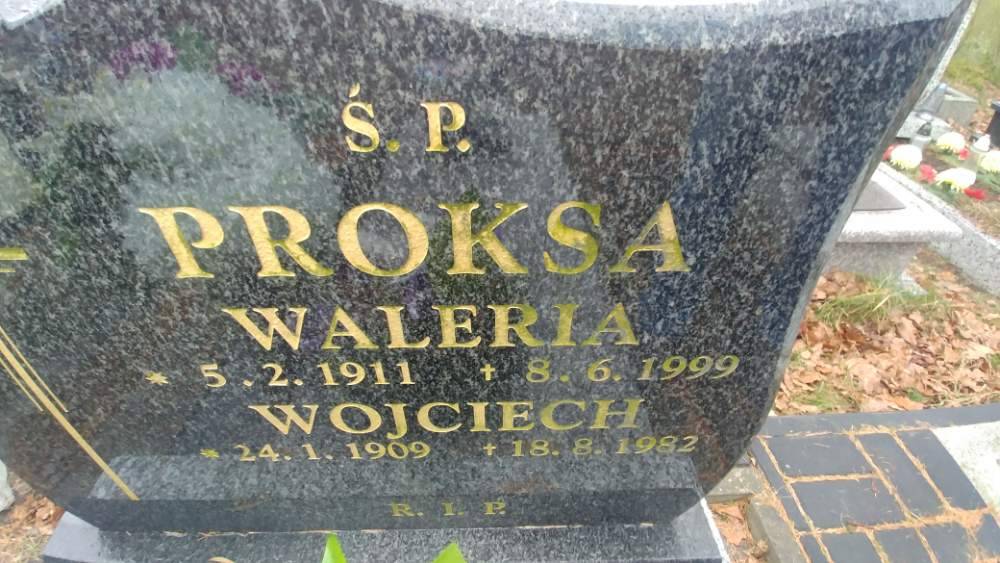 Ś. P.
PROKSA
WALERIA
* 5.2.1911 † 8.6.1999
WOJCIECH
* 24.1.1909 † 18.8.1982
R. I. P.